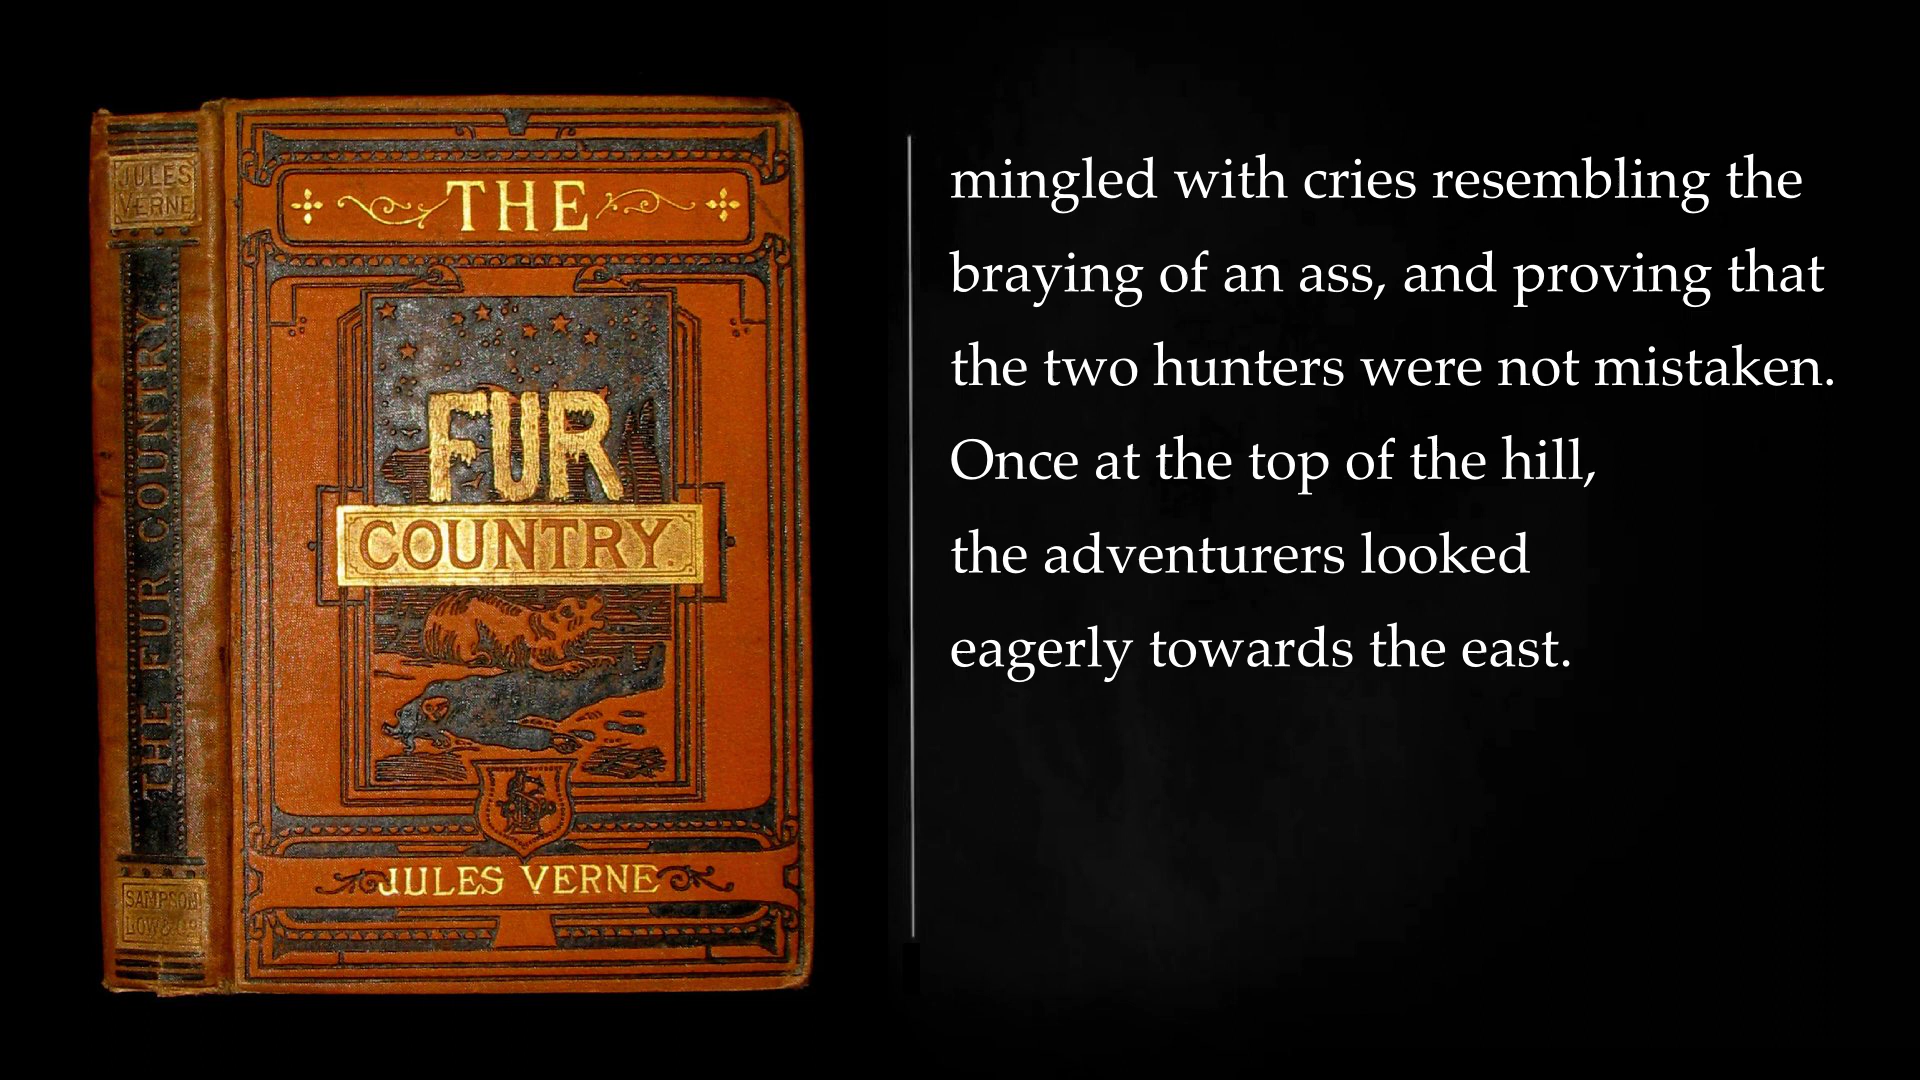 JULES
VERNE
THE FUR COUNTRY.
SAMPSON
LOW & Co
THE
FUR
COUNTRY.
JULES VERNE
mingled with cries resembling the
braying of an ass, and proving that
the two hunters were not mistaken.
Once at the top of the hill,
the adventurers looked
eagerly towards the east.